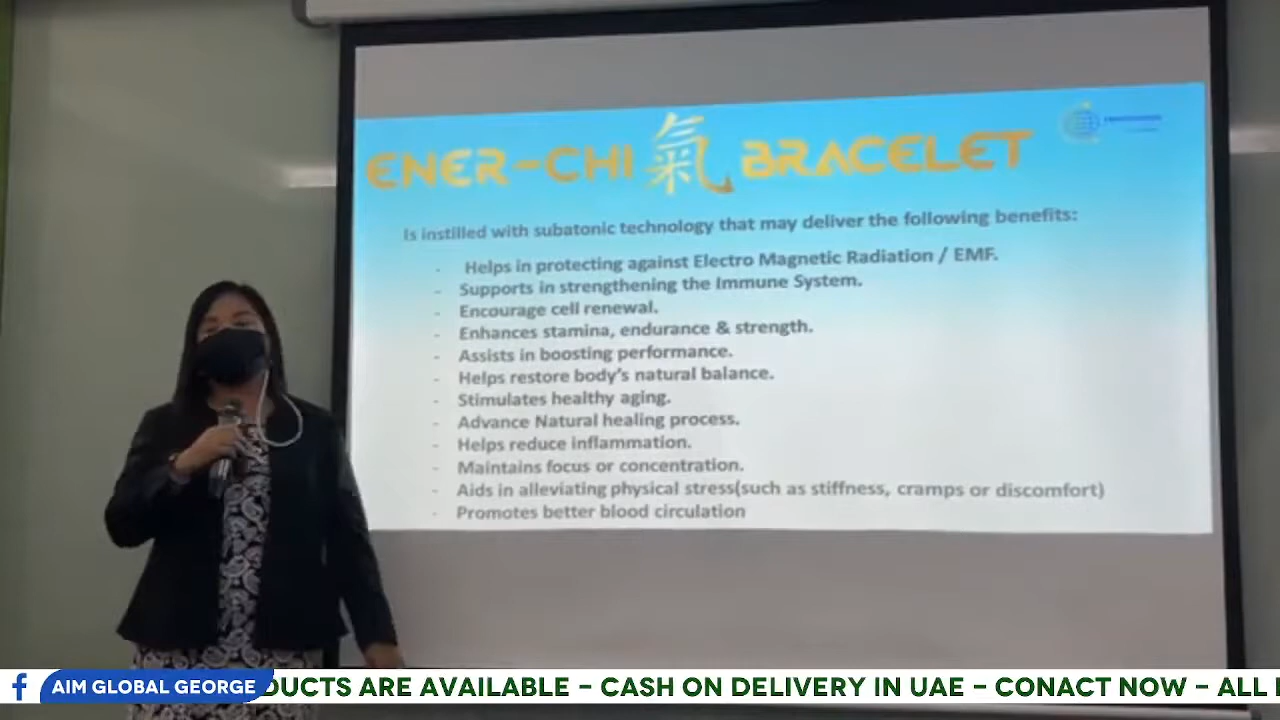 ENER-CHI 氣 BRACELET
Is instilled with subatonic technology that may deliver the following benefits:
- Helps in protecting against Electro Magnetic Radiation / EMF.
- Supports in strengthening the Immune System.
- Encourage cell renewal.
- Enhances stamina, endurance & strength.
- Assists in boosting performance.
- Helps restore body's natural balance.
- Stimulates healthy aging.
- Advance Natural healing process.
- Helps reduce inflammation.
- Maintains focus or concentration.
- Aids in alleviating physical stress(such as stiffness, cramps or discomfort)
- Promotes better blood circulation
f AIM GLOBAL GEORGE DUCTS ARE AVAILABLE - CASH ON DELIVERY IN UAE - CONACT NOW - ALL